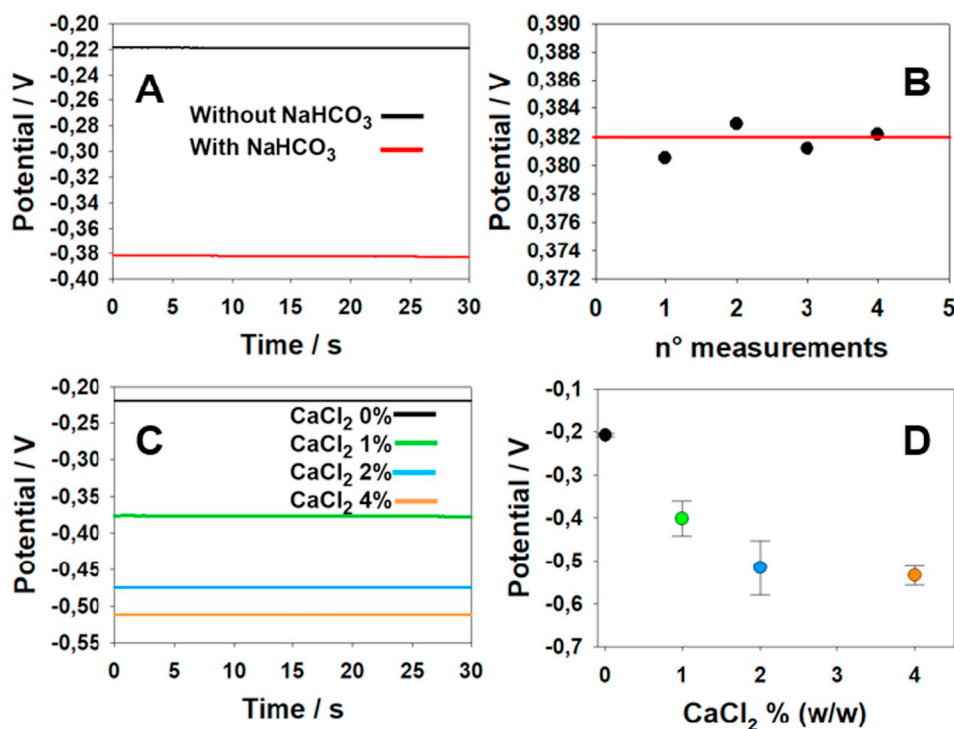 -0,20
-0,22
-0,24
-0,26
-0,28
-0,30
-0,32
-0,34
-0,36
-0,38
-0,40
Potential / V
A
Without NaHCO₃
With NaHCO₃
0 5 10 15 20 25 30
Time / s
0,390
0,388
0,386
0,384
0,382
0,380
0,378
0,376
0,374
0,372
Potential / V
B
0 1 2 3 4 5
n° measurements
-0,20
-0,25
-0,30
-0,35
-0,40
-0,45
-0,50
-0,55
Potential / V
C
CaCl₂ 0%
CaCl₂ 1%
CaCl₂ 2%
CaCl₂ 4%
0 5 10 15 20 25 30
Time / s
-0,1
-0,2
-0,3
-0,4
-0,5
-0,6
-0,7
Potential / V
D
0 1 2 3 4
CaCl₂ % (w/w)